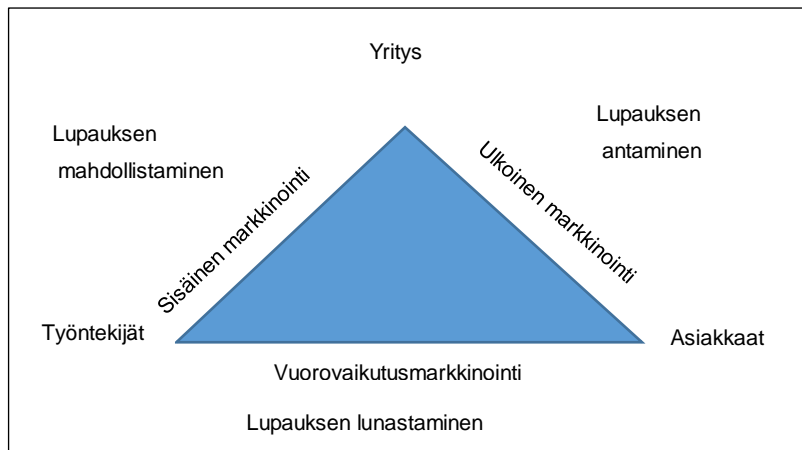 Yritys
Lupauksen
mahdollistaminen
Lupauksen
antaminen
Sisäinen markkinointi
Ulkoinen markkinointi
Työntekijät
Asiakkaat
Vuorovaikutusmarkkinointi
Lupauksen lunastaminen